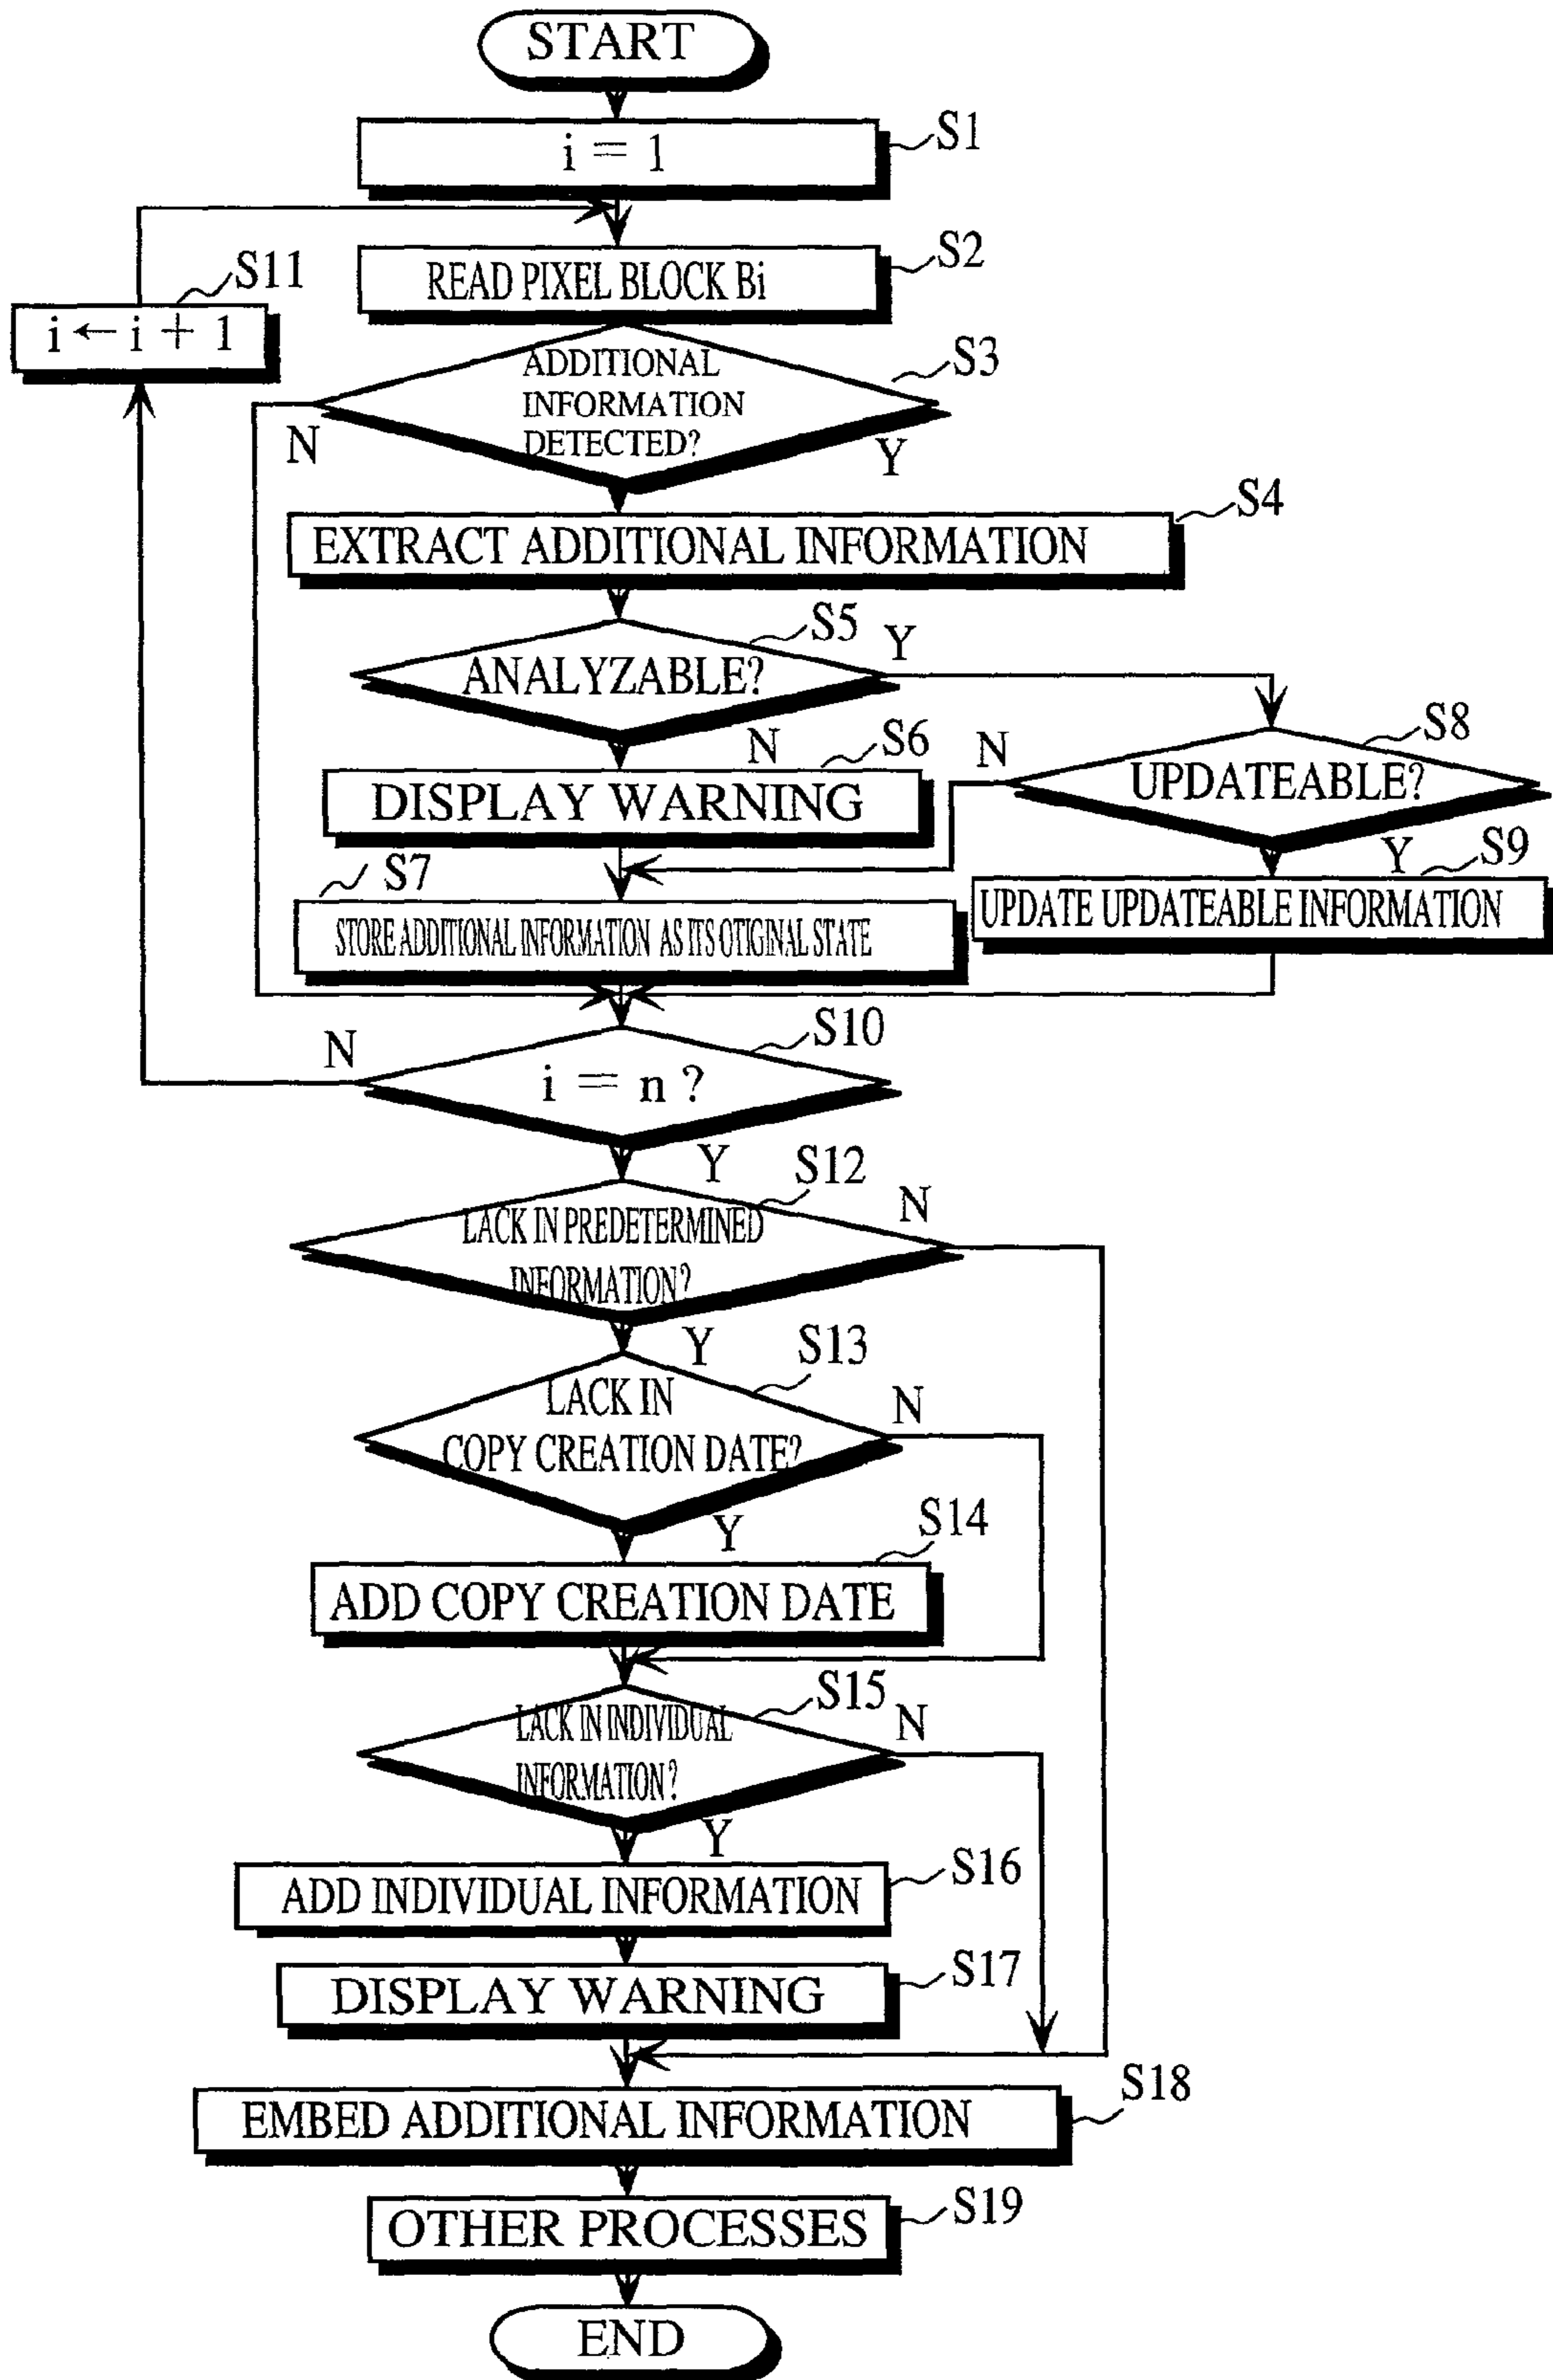 START
i = 1
S1
READ PIXEL BLOCK Bi
S2
S11
i ← i + 1
ADDITIONAL
INFORMATION
DETECTED?
S3
N
Y
EXTRACT ADDITIONAL INFORMATION
S4
ANALYZABLE?
S5
Y
N
DISPLAY WARNING
S6
UPDATEABLE?
S8
N
Y
S7
STORE ADDITIONAL INFORMATION AS ITS OTIGINAL STATE
UPDATE UPDATEABLE INFORMATION
S9
i = n ?
S10
N
Y
LACK IN PREDETERMINED
INFORMATION?
S12
N
Y
LACK IN
COPY CREATION DATE?
S13
N
Y
ADD COPY CREATION DATE
S14
LACK IN INDIVIDUAL
INFORMATION?
S15
N
Y
ADD INDIVIDUAL INFORMATION
S16
DISPLAY WARNING
S17
EMBED ADDITIONAL INFORMATION
S18
OTHER PROCESSES
S19
END